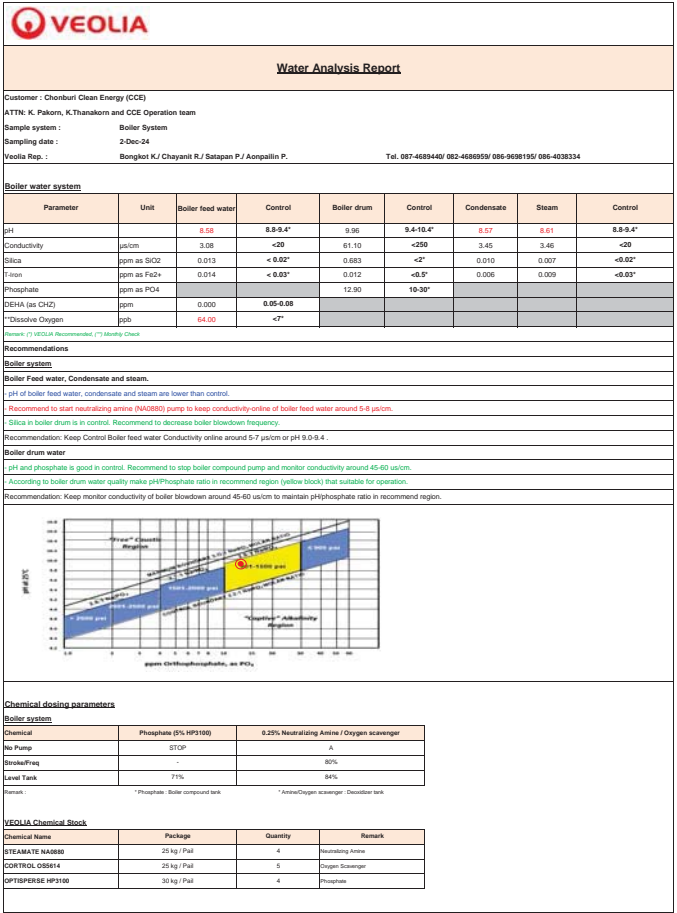 VEOLIA
Water Analysis Report
Customer : Chonburi Clean Energy (CCE)
ATTN: K. Pakorn, K.Thanakorn and CCE Operation team
Sample system : Boiler System
Sampling date : 2-Dec-24
Veolia Rep. : Bongkot K./ Chayanit R./ Satapan P./ Aonpailin P. Tel. 087-4689440/ 082-4686959/ 086-9698195/ 086-4038334
Boiler water system
Parameter Unit Boiler feed water Control Boiler drum Control Condensate Steam Control
pH 8.58 8.8-9.4* 9.96 9.4-10.4* 8.57 8.61 8.8-9.4*
Conductivity µs/cm 3.08 <20 61.10 <250 3.45 3.46 <20
Silica ppm as SiO2 0.013 < 0.02* 0.683 <2* 0.010 0.007 <0.02*
T-Iron ppm as Fe2+ 0.014 < 0.03* 0.012 <0.5* 0.006 0.009 <0.03*
Phosphate ppm as PO4 12.90 10-30*
DEHA (as CHZ) ppm 0.000 0.05-0.08
**Dissolve Oxygen ppb 64.00 <7*
Remark: (*) VEOLIA Recommanded, (**) Monthly Check
Recommendations
Boiler system
Boiler Feed water, Condensate and steam.
- pH of boiler feed water, condensate and steam are lower than control.
- Recommend to start neutralizing amine (NA0880) pump to keep conductivity-online of boiler feed water around 5-8 µs/cm.
- Silica in boiler drum is in control. Recommend to decrease boiler blowdown frequency.
Recommendation: Keep Control Boiler feed water Conductivity online around 5-7 µs/cm or pH 9.0-9.4 .
Boiler drum water
- pH and phosphate is good in control. Recommend to stop boiler compound pump and monitor conductivity around 45-60 us/cm.
- According to boiler drum water quality make pH/Phosphate ratio in recommend region (yellow block) that suitable for operation.
Recommendation: Keep monitor conductivity of boiler blowdown around 45-60 us/cm to maintain pH/phosphate ratio in recommend region.
"Free" Caustic
Region
"Captive" Alkalinity
Region
ppm Orthophosphate, as PO₄
Chemical dosing parameters
Boiler system
Chemical Phosphate (5% HP3100) 0.25% Neutralizing Amine / Oxygen scavenger
No Pump STOP A
Stroke/Freq - 80%
Level Tank 71% 84%
Remark : * Phosphate : Boiler compound tank * Amine/Oxygen scavenger : Deoxidizer tank
VEOLIA Chemical Stock
Chemical Name Package Quantity Remark
STEAMATE NA0880 25 kg / Pail 4 Neutralizing Amine
CORTROL OS5614 25 kg / Pail 5 Oxygen Scavenger
OPTISPERSE HP3100 30 kg / Pail 4 Phosphate